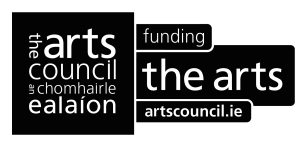 the arts
council
an chomhairle
ealaíon
funding
the arts
artscouncil.ie